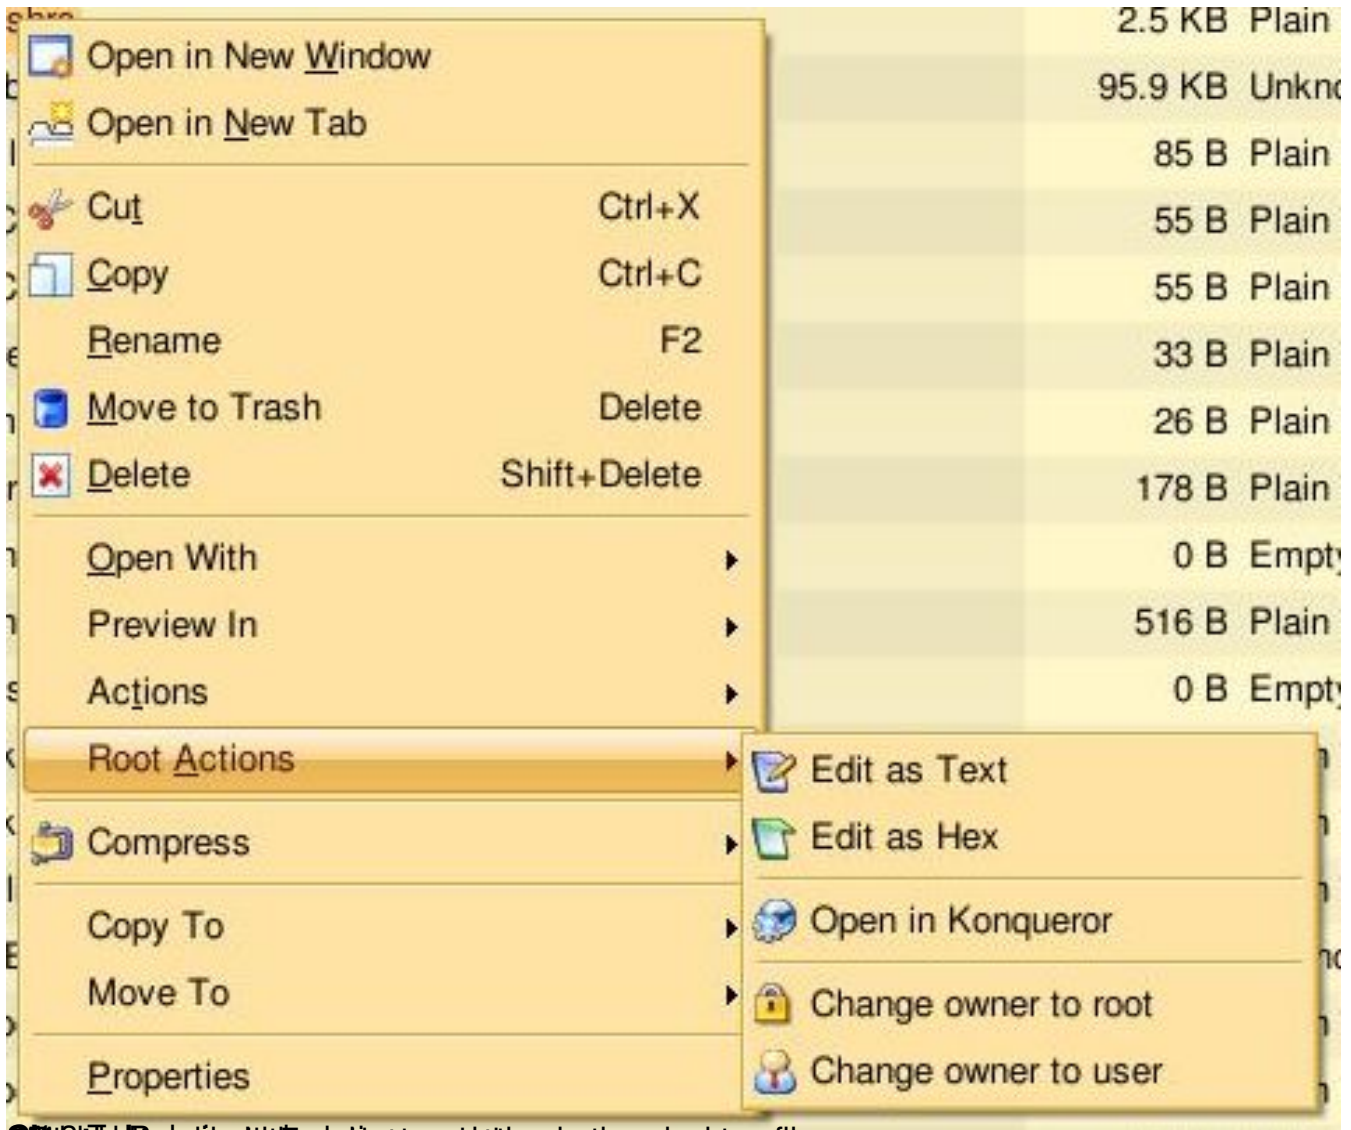 2.5 KB Plain
Open in New Window
95.9 KB
Open in New Tab
85 B Plain
Cut Ctrl+X
55 B Plain
Copy Ctrl+C
55 B Plain
Rename F2
33 B Plain
Move to Trash Delete
26 B Plain
Delete Shift+Delete
178 B Plain
Open With
0 B Empty
Preview In
516 B Plain
Actions
0 B Empty
Root Actions
Edit as Text
Edit as Hex
Compress
Open in Konqueror
Copy To
Move To
Change owner to root
Change owner to user
Properties